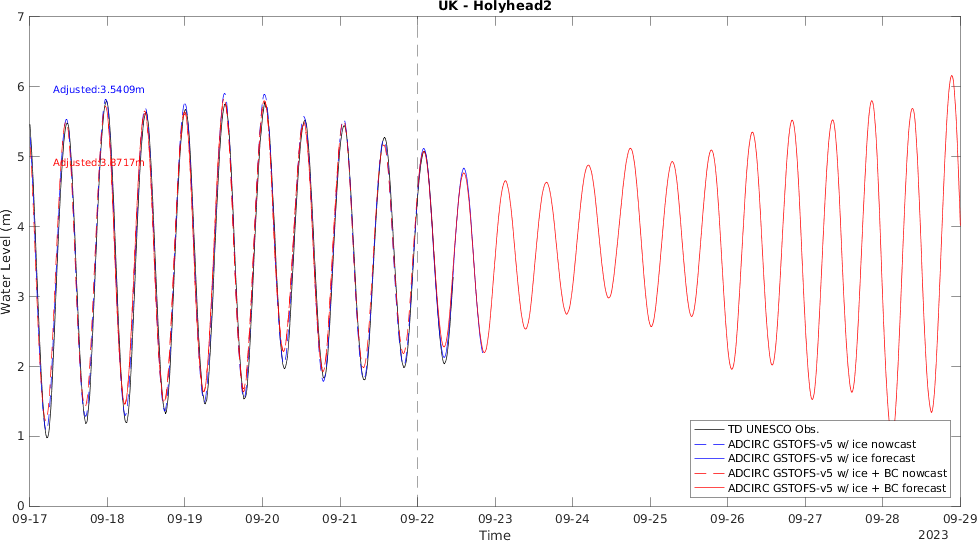 UK - Holyhead2
7
6
5
4
3
2
1
0
Water Level (m)
Adjusted:3.5409m
Adjusted:3.8717m
TD UNESCO Obs.
ADCIRC GSTOFS-v5 w/ ice nowcast
ADCIRC GSTOFS-v5 w/ ice forecast
ADCIRC GSTOFS-v5 w/ ice + BC nowcast
ADCIRC GSTOFS-v5 w/ ice + BC forecast
09-17 09-18 09-19 09-20 09-21 09-22 09-23 09-24 09-25 09-26 09-27 09-28 09-29
Time
2023